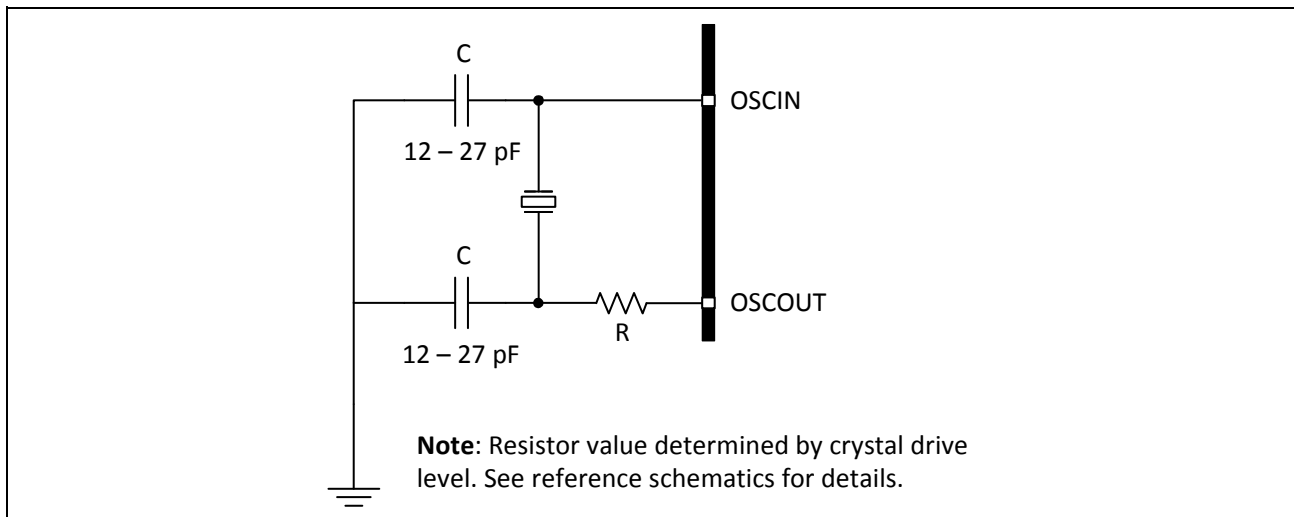 C
OSCIN
12 – 27 pF
C
OSCOUT
R
12 – 27 pF
Note: Resistor value determined by crystal drive
level. See reference schematics for details.